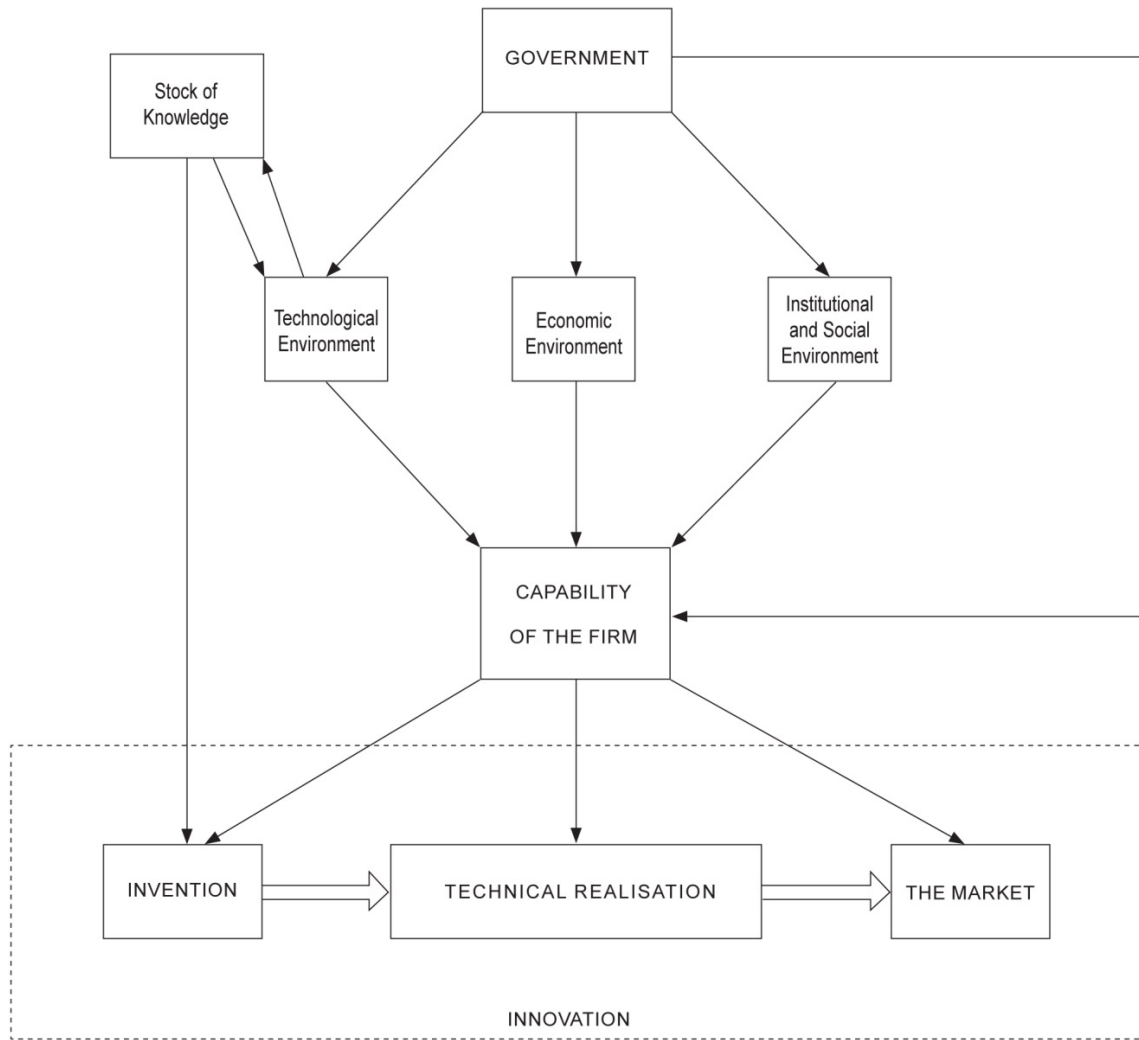 GOVERNMENT
Stock of
Knowledge
Technological
Environment
Economic
Environment
Institutional
and Social
Environment
CAPABILITY
OF THE FIRM
INVENTION
TECHNICAL REALISATION
THE MARKET
INNOVATION